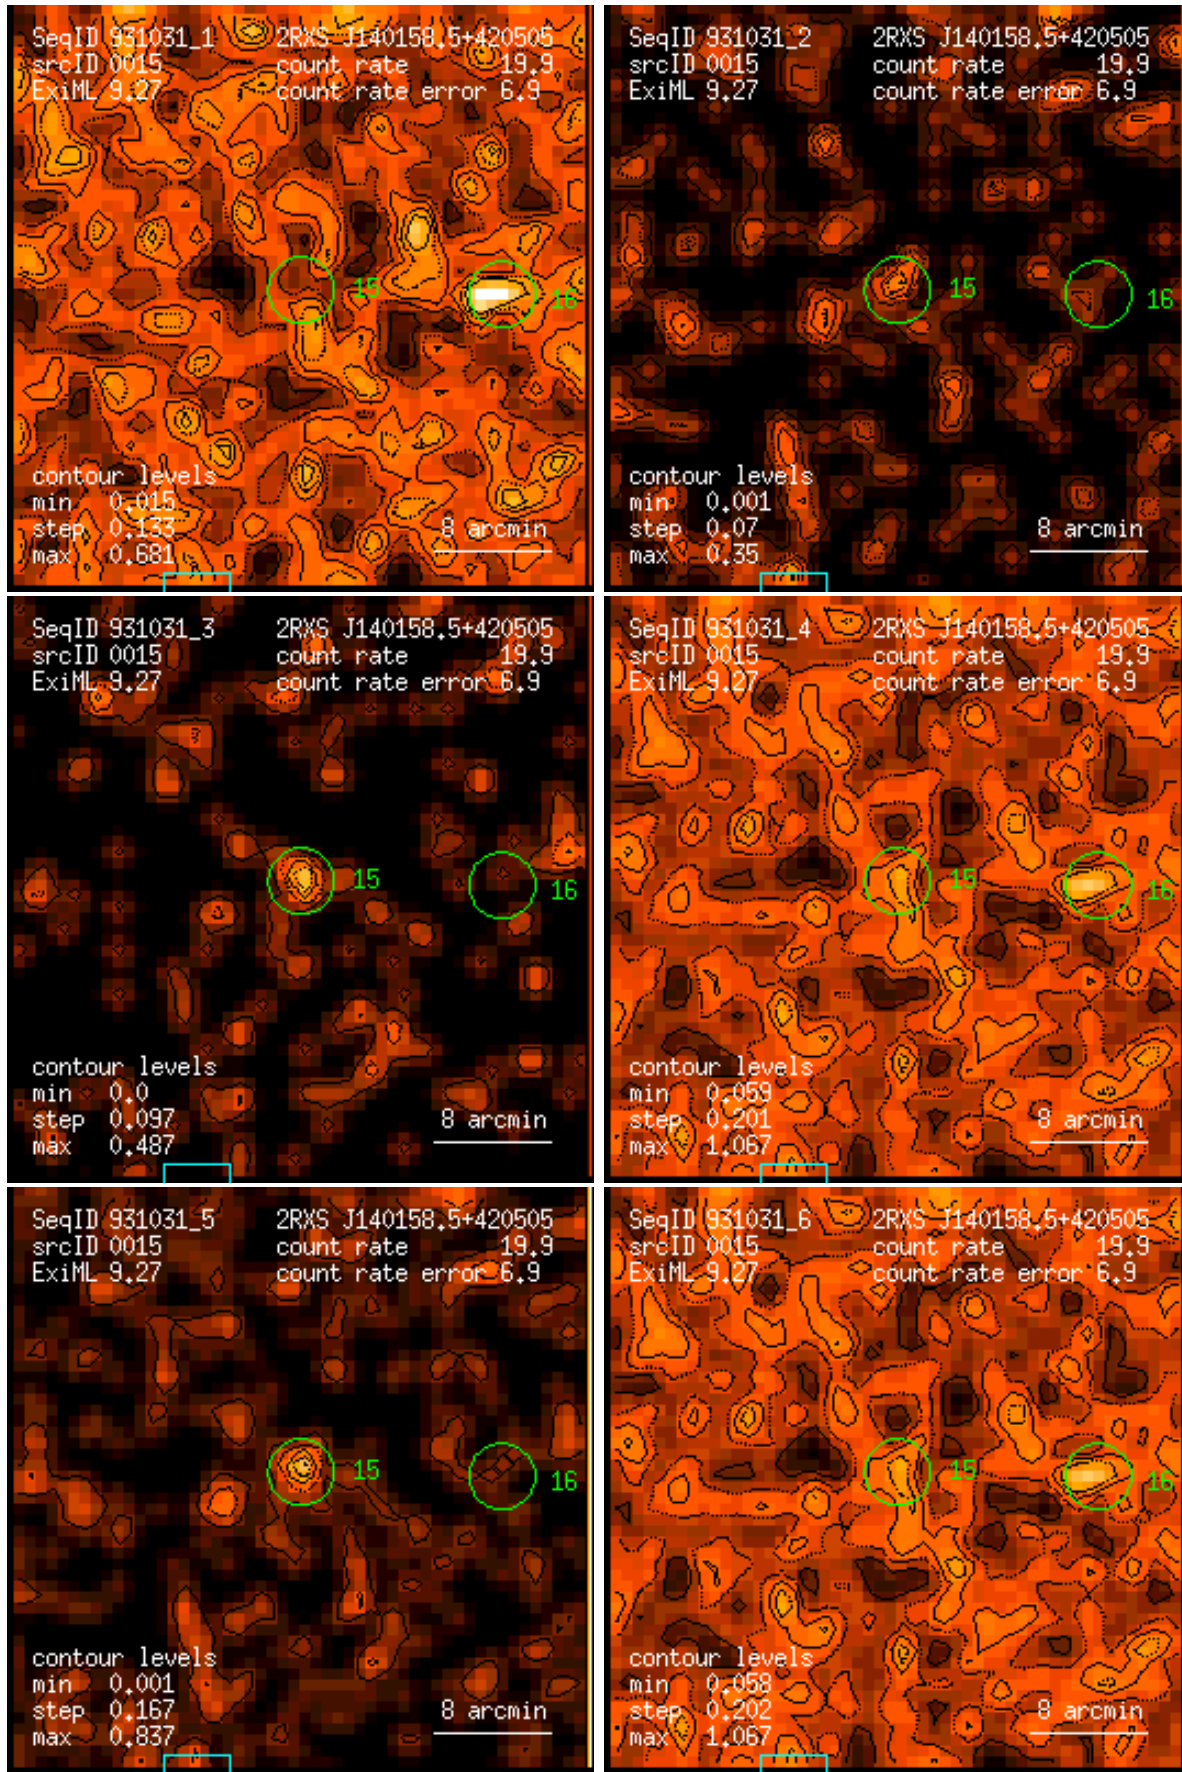 SeqID 931031_1 2RXS J140158.5+420505
srcID 0015 count rate 19.9
ExiML 9.27 count rate error 6.9
15
16
contour levels
min 0.015
step 0.133
max 0.681
8 arcmin
SeqID 931031_2 2RXS J140158.5+420505
srcID 0015 count rate 19.9
ExiML 9.27 count rate error 6.9
15
16
contour levels
min 0.001
step 0.07
max 0.35
8 arcmin
SeqID 931031_3 2RXS J140158.5+420505
srcID 0015 count rate 19.9
ExiML 9.27 count rate error 6.9
15
16
contour levels
min 0.0
step 0.097
max 0.487
8 arcmin
SeqID 931031_4 2RXS J140158.5+420505
srcID 0015 count rate 19.9
ExiML 9.27 count rate error 6.9
15
16
contour levels
min 0.059
step 0.201
max 1.067
8 arcmin
SeqID 931031_5 2RXS J140158.5+420505
srcID 0015 count rate 19.9
ExiML 9.27 count rate error 6.9
15
16
contour levels
min 0.001
step 0.167
max 0.837
8 arcmin
SeqID 931031_6 2RXS J140158.5+420505
srcID 0015 count rate 19.9
ExiML 9.27 count rate error 6.9
15
16
contour levels
min 0.058
step 0.202
max 1.067
8 arcmin